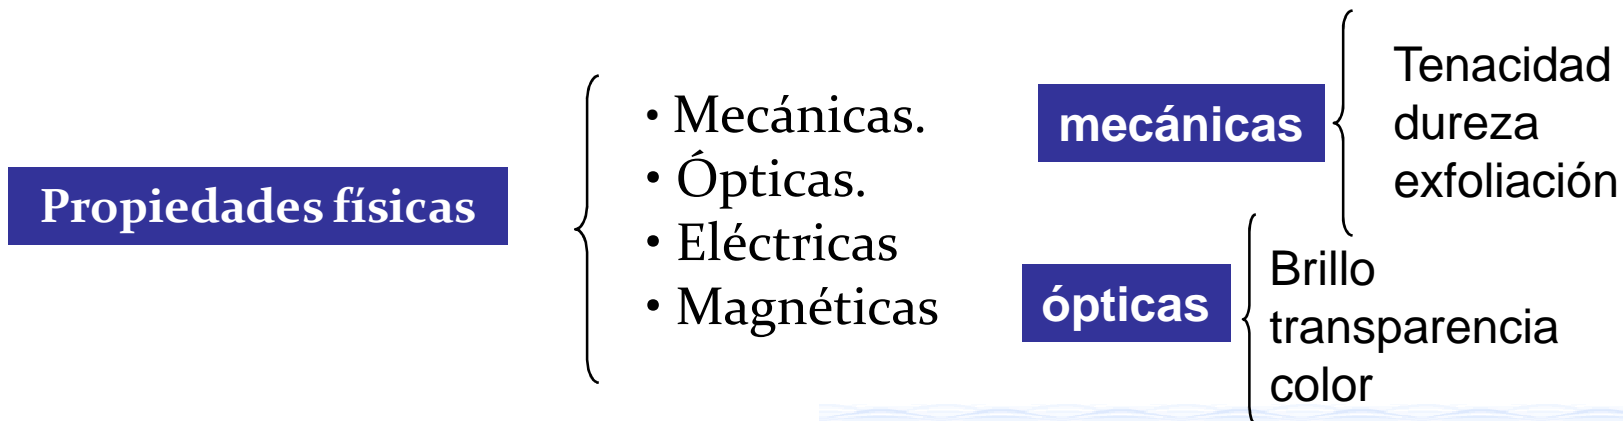 Propiedades físicas
• Mecánicas.
• Ópticas.
• Eléctricas
• Magnéticas
mecánicas
Tenacidad
dureza
exfoliación
ópticas
Brillo
transparencia
color